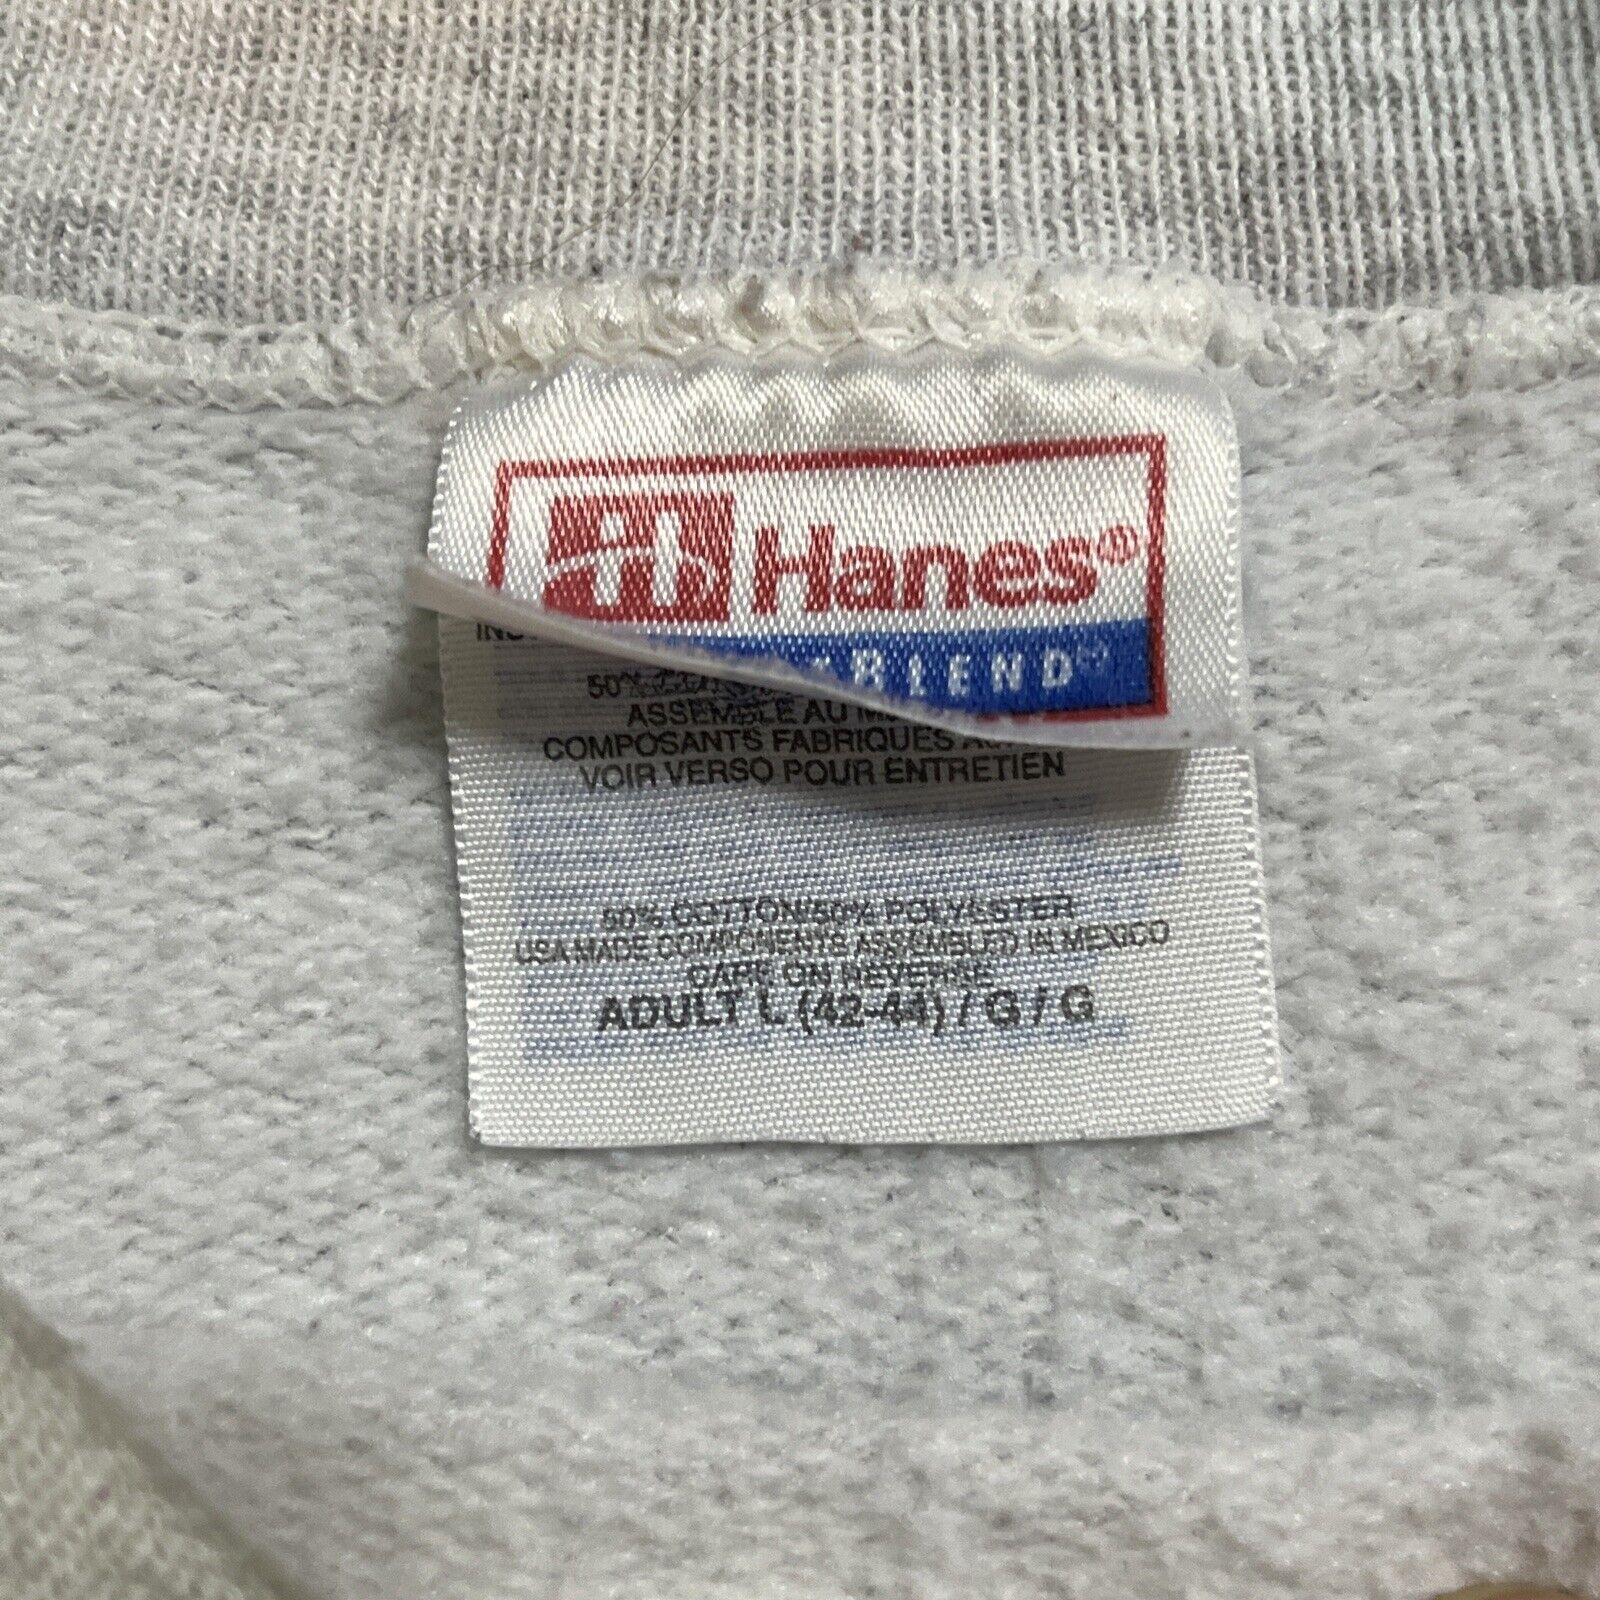 Hanes®
BLEND
50%
ASSEMBLE AU
COMPOSANTS FABRIQUES
VOIR VERSO POUR ENTRETIEN
50% COTTON/50% POLYESTER
USA MADE COMPONENTS ASSEMBLED IN MEXICO
CARE ON REVERSE
ADULT L (42-44) / G / G